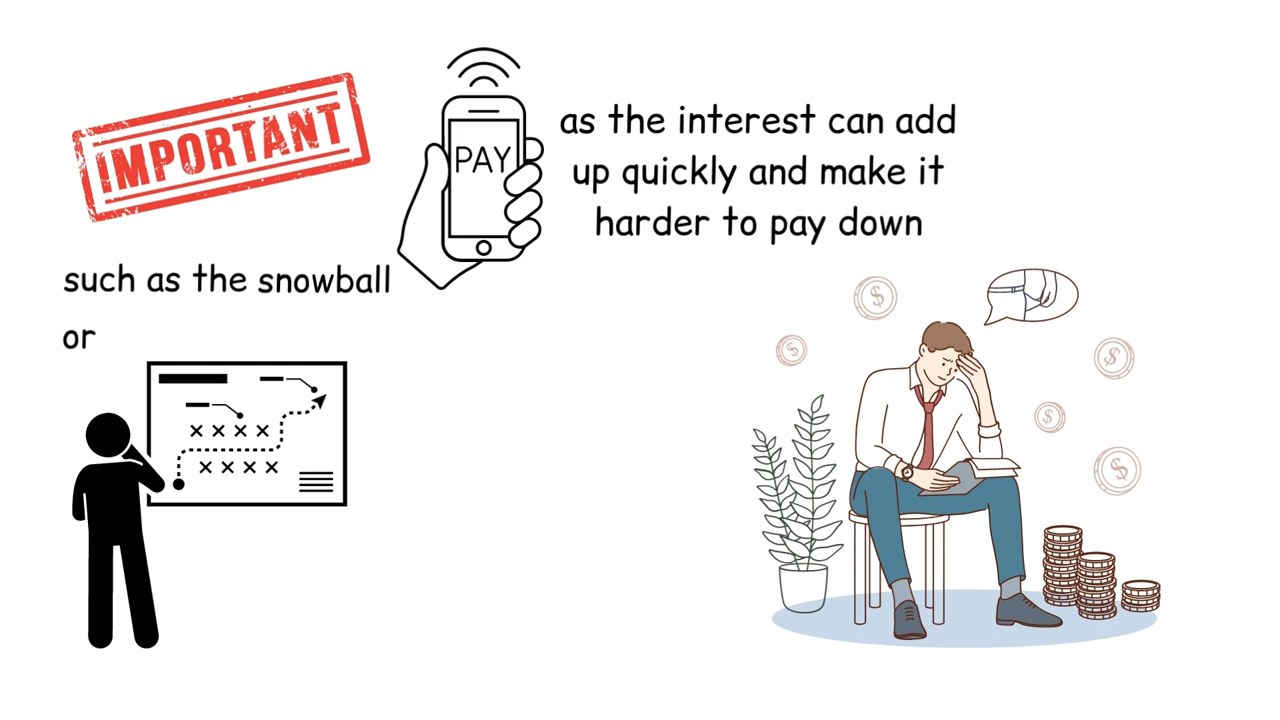 IMPORTANT
PAY
as the interest can add
up quickly and make it
harder to pay down
such as the snowball
or